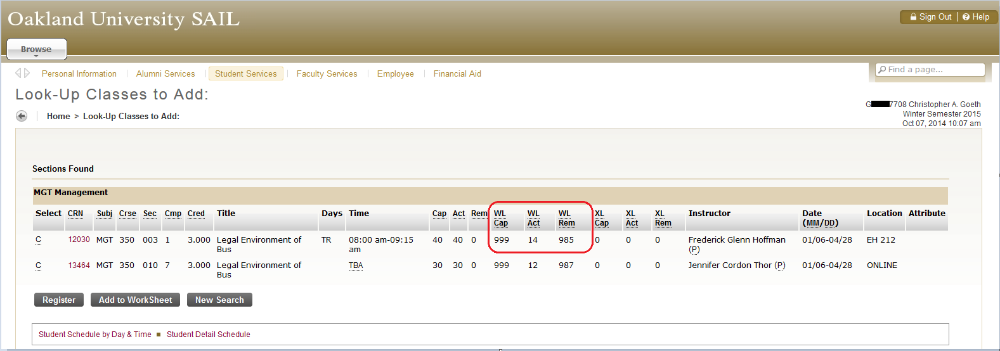 Oakland University SAIL
Sign Out | Help
Browse
Personal Information Alumni Services Student Services Faculty Services Employee Financial Aid
Find a page...
Look-Up Classes to Add:
G 7708 Christopher A. Goeth
Winter Semester 2015
Oct 07, 2014 10:07 am
Home > Look-Up Classes to Add:
Sections Found
MGT Management
Select CRN Subj Crse Sec Cmp Cred Title Days Time Cap Act Rem WL Cap WL Act WL Rem XL Cap XL Act XL Rem Instructor Date (MM/DD) Location Attribute
C 12030 MGT 350 003 1 3.000 Legal Environment of Bus TR 08:00 am-09:15 am 40 40 0 999 14 985 0 0 0 Frederick Glenn Hoffman (P) 01/06-04/28 EH 212
C 13464 MGT 350 010 7 3.000 Legal Environment of Bus TBA 30 30 0 999 12 987 0 0 0 Jennifer Cordon Thor (P) 01/06-04/28 ONLINE
Register Add to WorkSheet New Search
Student Schedule by Day & Time Student Detail Schedule